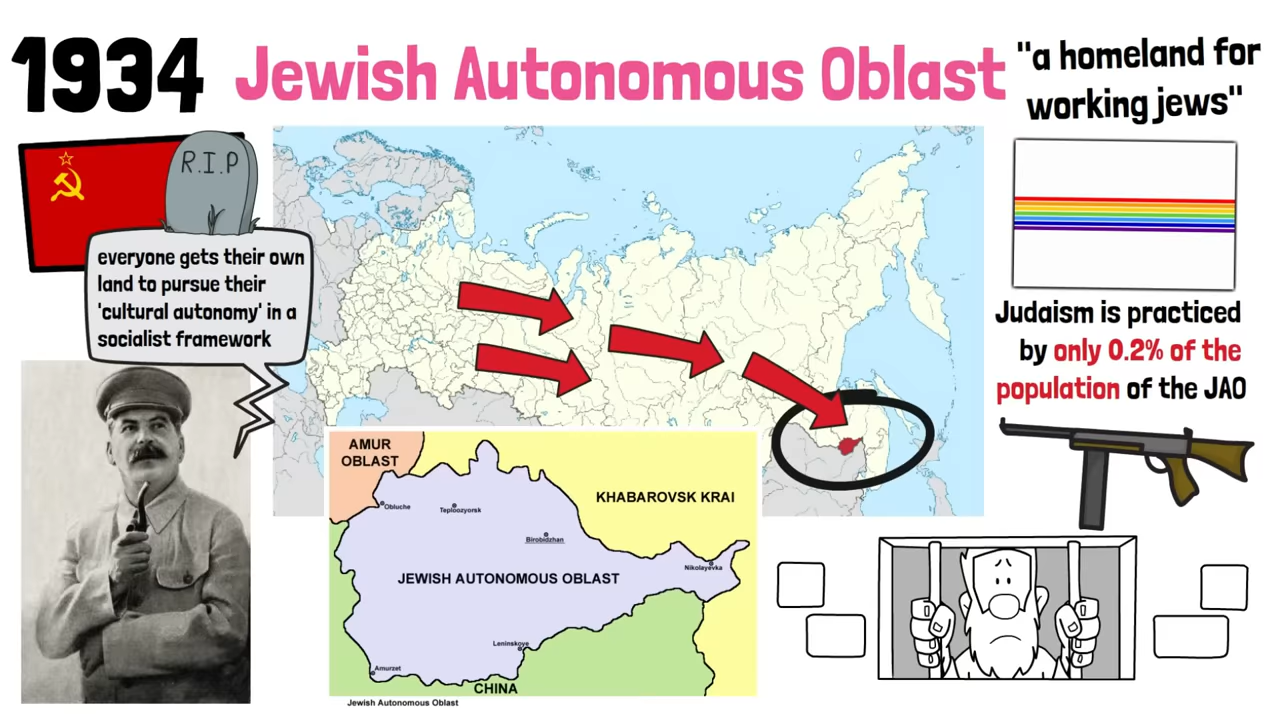 1934
Jewish Autonomous Oblast
"a homeland for
working jews"
R.I.P
everyone gets their own
land to pursue their
'cultural autonomy' in a
socialist framework
Judaism is practiced
by only 0.2% of the
population of the JAO
AMUR
OBLAST
KHABAROVSK KRAI
Obluche
Teploozyorsk
Birobidzhan
Nikolayevka
JEWISH AUTONOMOUS OBLAST
Leninskoye
Amurzet
CHINA
Jewish Autonomous Oblast